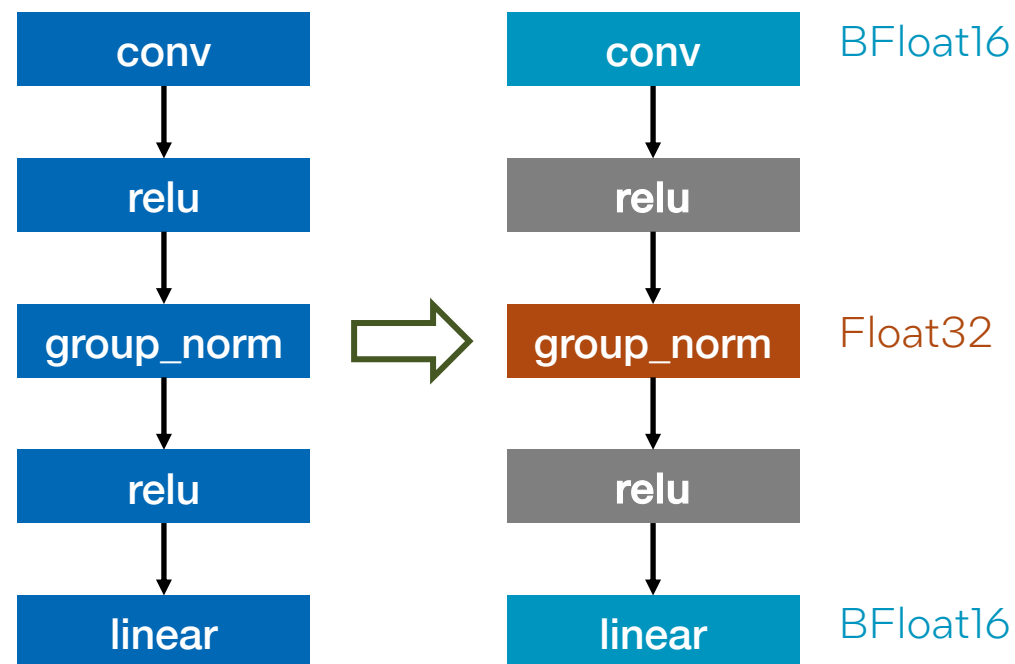 conv
conv
BFloat16
relu
relu
group_norm
group_norm
Float32
relu
relu
linear
linear
BFloat16